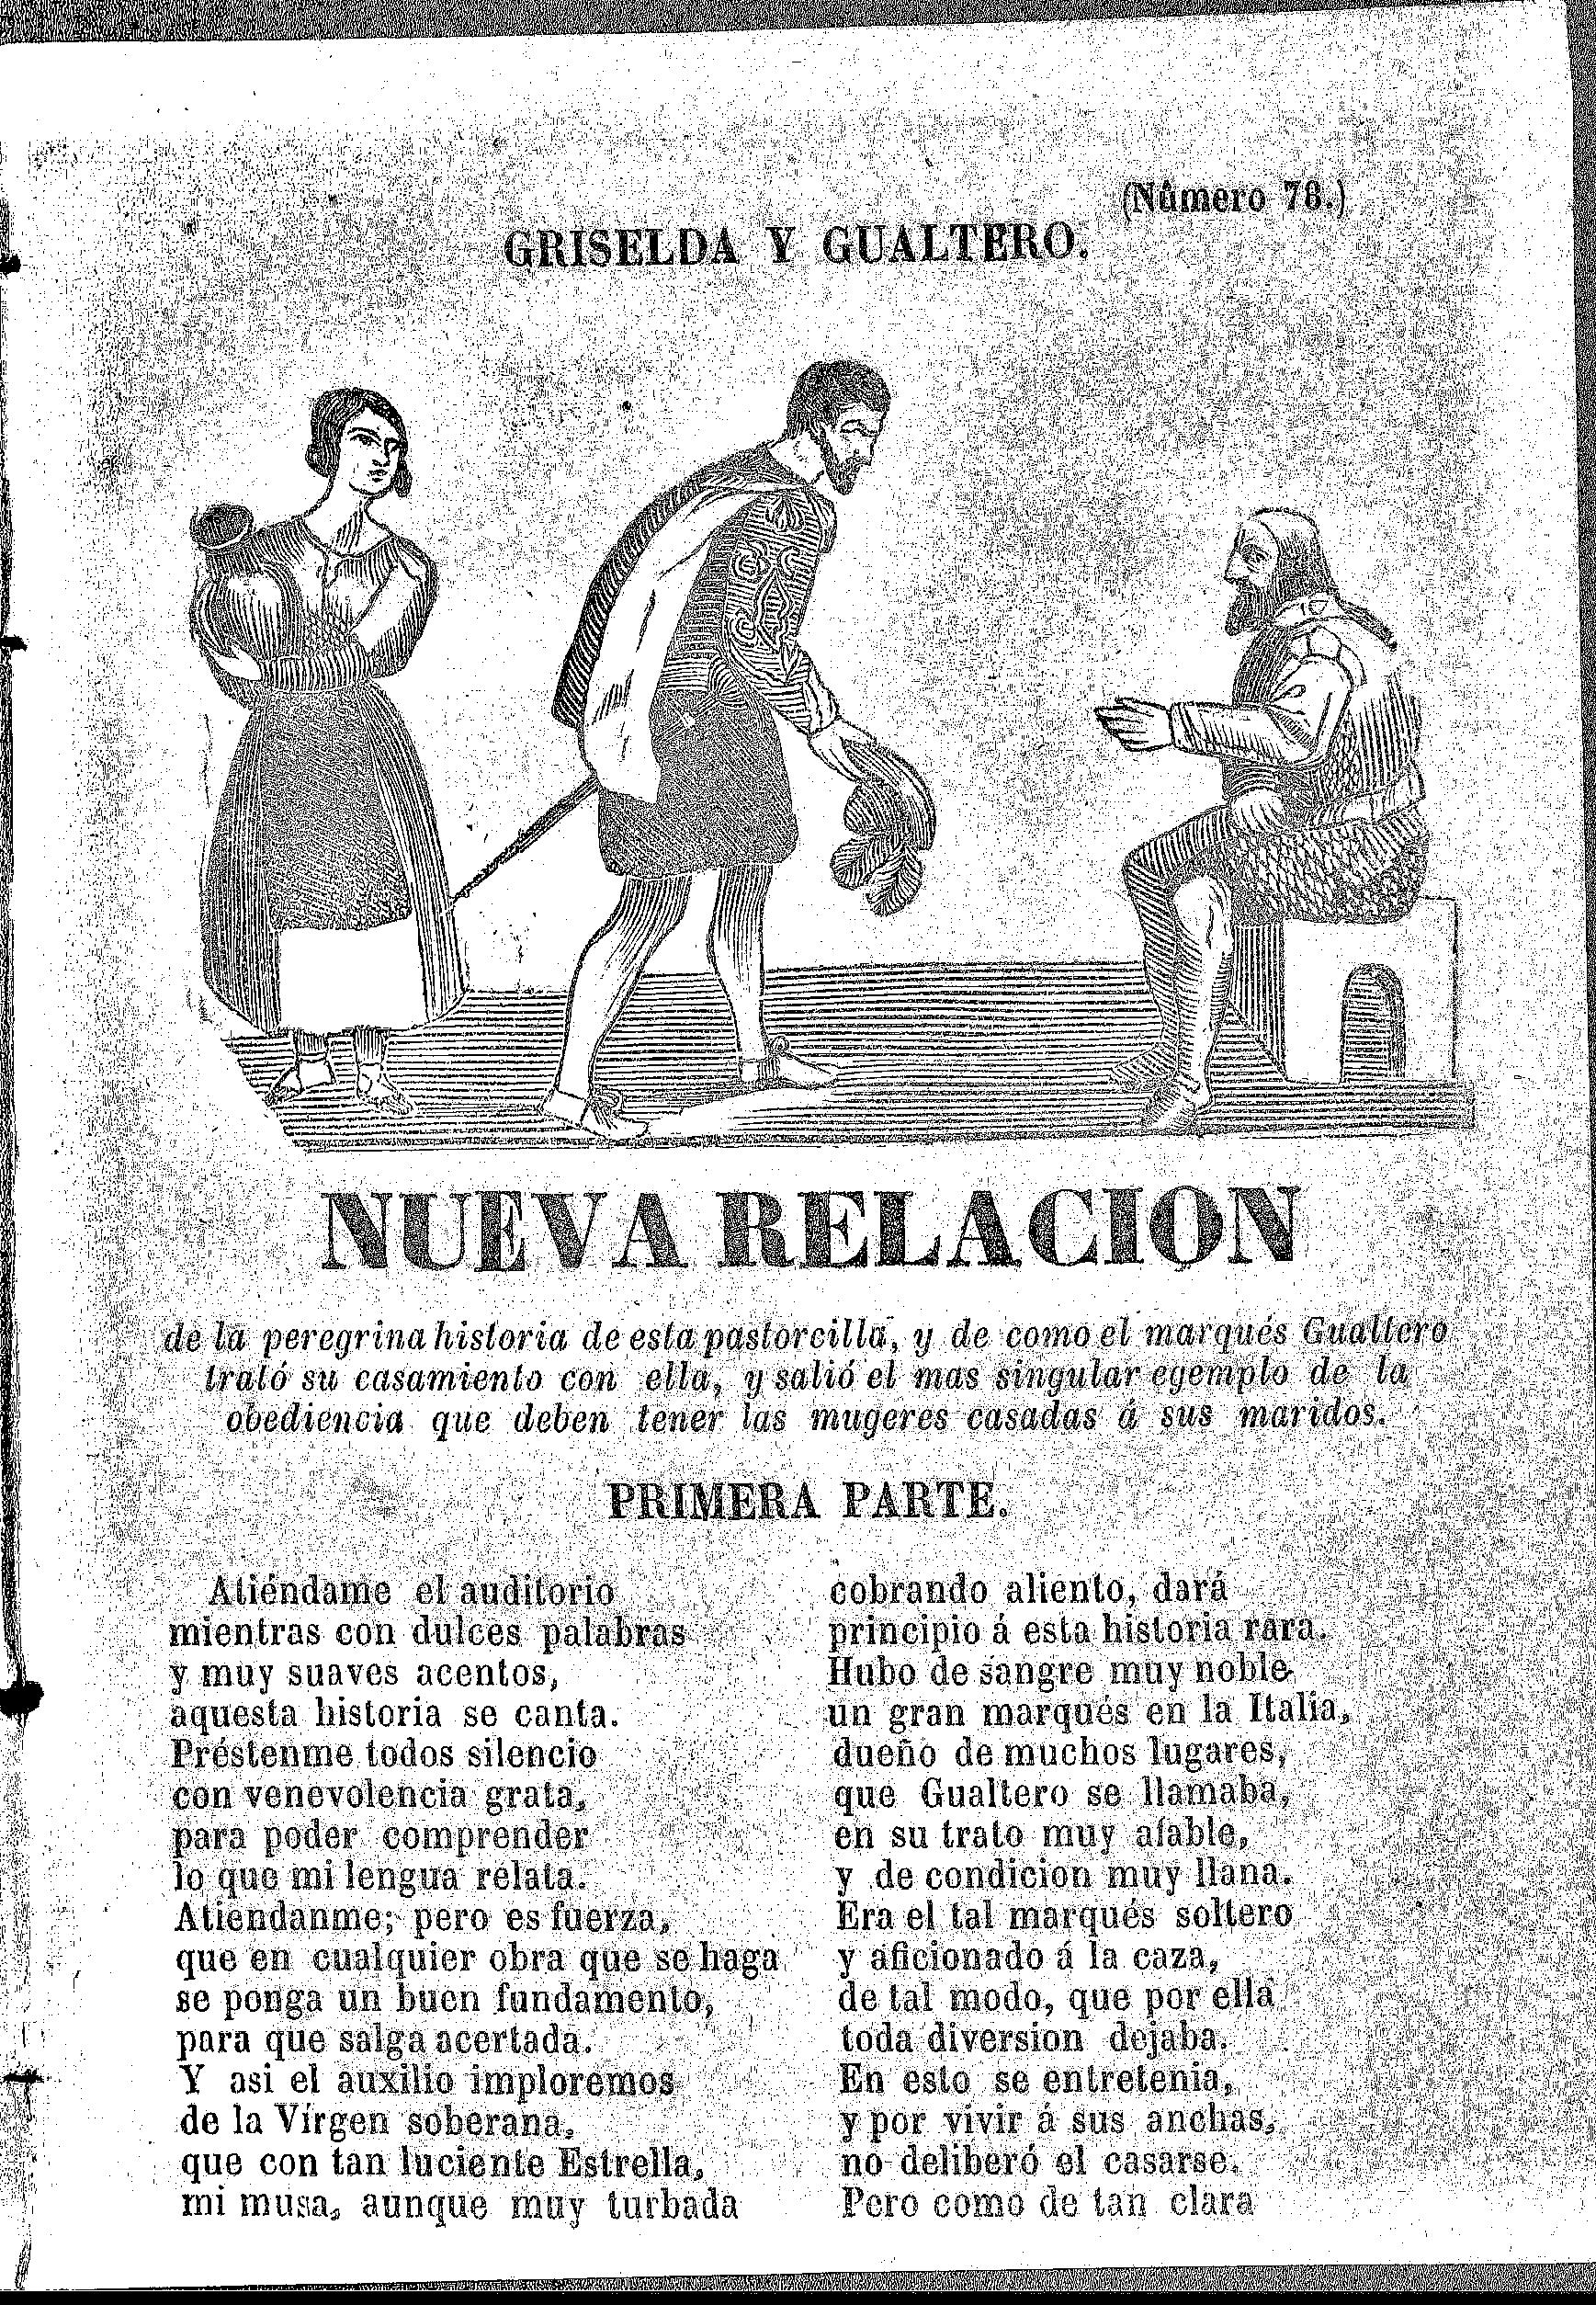 (Número 78.)
GRISELDA Y GUALTERO.
NUEVA RELACION
de la peregrina historia de esta pastorcilla, y de como el marqués Gualtero
trató su casamiento con ella, y salió el mas singular egemplo de la
obediencia que deben tener las mugeres casadas á sus maridos.
PRIMERA PARTE.
Atiéndame el auditorio
mientras con dulces palabras
y muy suaves acentos,
aquesta historia se canta.
Préstenme todos silencio
con venevolencia grata,
para poder comprender
lo que mi lengua relata.
Atiendanme; pero es fuerza,
que en cualquier obra que se haga
se ponga un buen fundamento,
para que salga acertada.
Y asi el auxilio imploremos
de la Vírgen soberana,
que con tan luciente Estrella,
mi musa, aunque muy turbada
cobrando aliento, dará
principio á esta historia rara.
Hubo de sangre muy noble
un gran marqués en la Italia,
dueño de muchos lugares,
que Gualtero se llamaba,
en su trato muy afable,
y de condicion muy llana.
Era el tal marqués soltero
y aficionado á la caza,
de tal modo, que por ella
toda diversion dejaba.
En esto se entretenia,
y por vivir á sus anchas,
no deliberó el casarse.
Pero como de tan clara